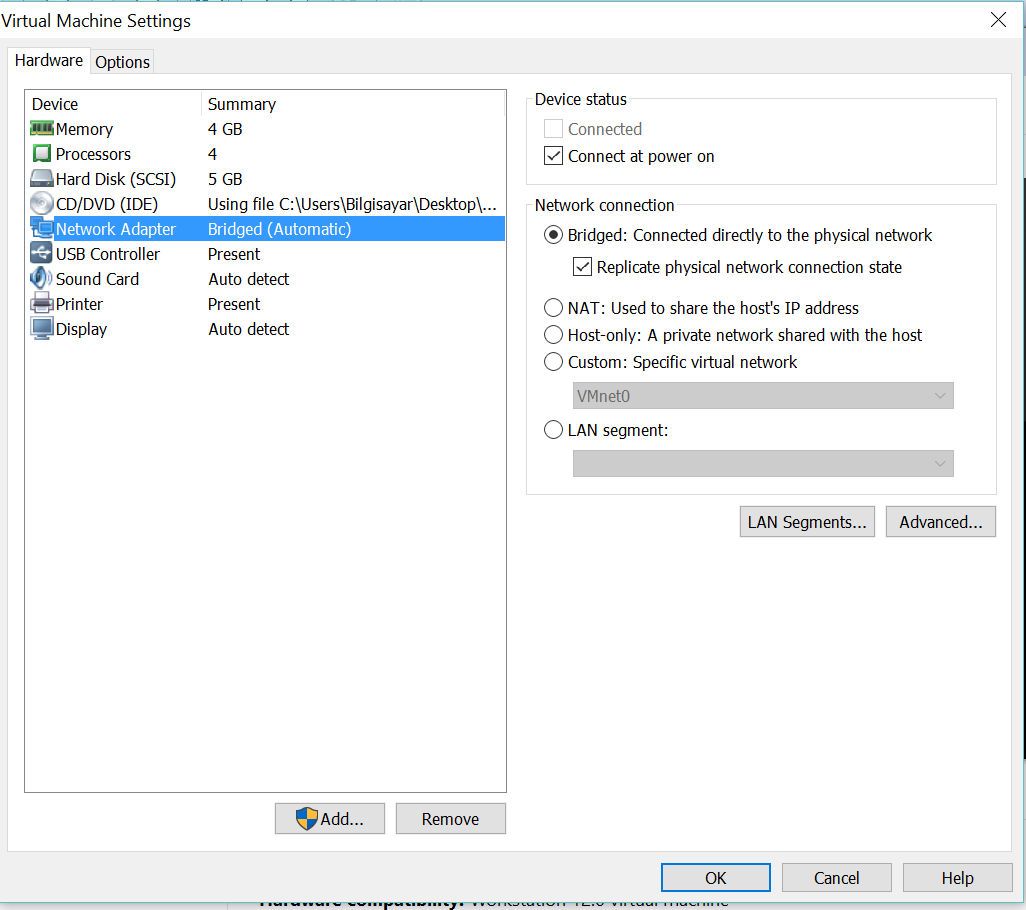 Virtual Machine Settings
Hardware
Options
Device Summary
Memory 4 GB
Processors 4
Hard Disk (SCSI) 5 GB
CD/DVD (IDE) Using file C:\Users\Bilgisayar\Desktop\...
Network Adapter Bridged (Automatic)
USB Controller Present
Sound Card Auto detect
Printer Present
Display Auto detect
Add...
Remove
Device status
Connected
Connect at power on
Network connection
Bridged: Connected directly to the physical network
Replicate physical network connection state
NAT: Used to share the host's IP address
Host-only: A private network shared with the host
Custom: Specific virtual network
VMnet0
LAN segment:
LAN Segments...
Advanced...
OK
Cancel
Help
Hardware compatibility: Workstation 12.0 virtual machine